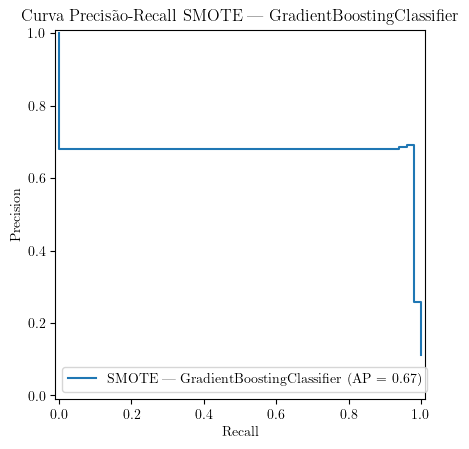 Curva Precisão-Recall SMOTE — GradientBoostingClassifier
1.0
0.8
0.6
0.4
0.2
0.0
Precision
SMOTE — GradientBoostingClassifier (AP = 0.67)
0.0 0.2 0.4 0.6 0.8 1.0
Recall